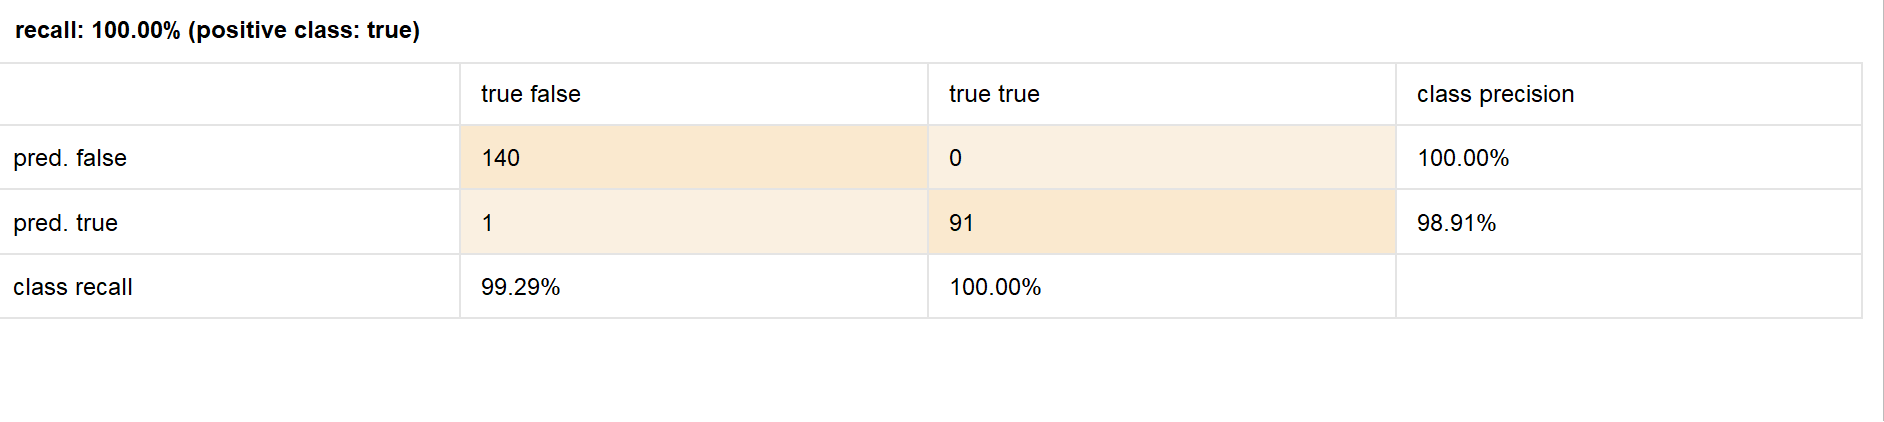 recall: 100.00% (positive class: true)
true false true true class precision
pred. false 140 0 100.00%
pred. true 1 91 98.91%
class recall 99.29% 100.00%